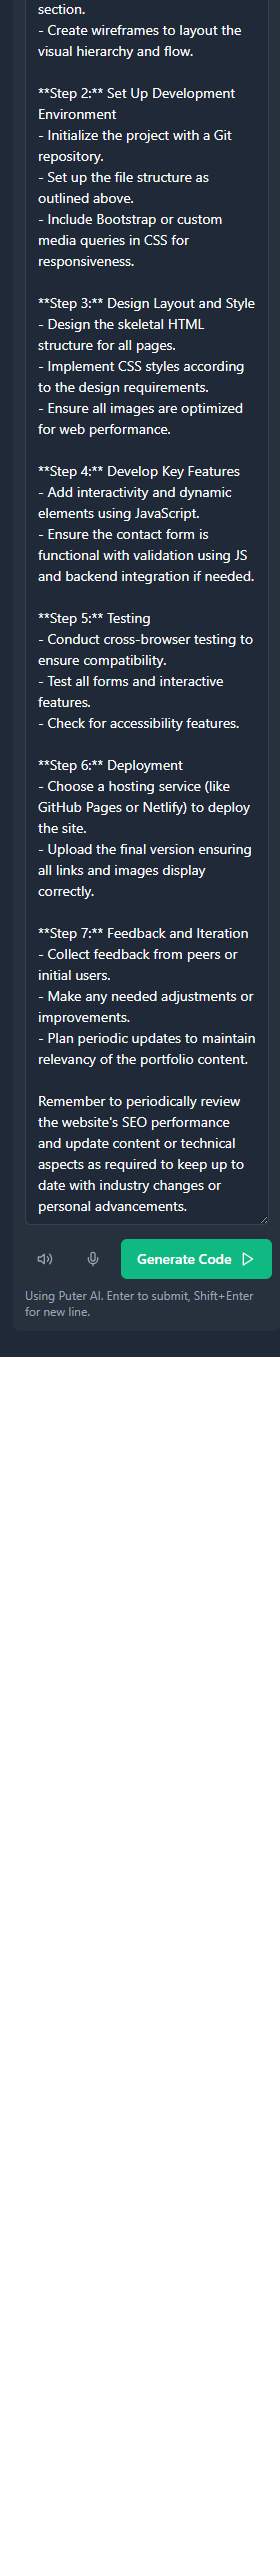 section.
- Create wireframes to layout the
visual hierarchy and flow.
**Step 2:** Set Up Development
Environment
- Initialize the project with a Git
repository.
- Set up the file structure as
outlined above.
- Include Bootstrap or custom
media queries in CSS for
responsiveness.
**Step 3:** Design Layout and Style
- Design the skeletal HTML
structure for all pages.
- Implement CSS styles according
to the design requirements.
- Ensure all images are optimized
for web performance.
**Step 4:** Develop Key Features
- Add interactivity and dynamic
elements using JavaScript.
- Ensure the contact form is
functional with validation using JS
and backend integration if needed.
**Step 5:** Testing
- Conduct cross-browser testing to
ensure compatibility.
- Test all forms and interactive
features.
- Check for accessibility features.
**Step 6:** Deployment
- Choose a hosting service (like
GitHub Pages or Netlify) to deploy
the site.
- Upload the final version ensuring
all links and images display
correctly.
**Step 7:** Feedback and Iteration
- Collect feedback from peers or
initial users.
- Make any needed adjustments or
improvements.
- Plan periodic updates to maintain
relevancy of the portfolio content.
Remember to periodically review
the website's SEO performance
and update content or technical
aspects as required to keep up to
date with industry changes or
personal advancements.
Generate Code
Using Puter AI. Enter to submit, Shift+Enter
for new line.